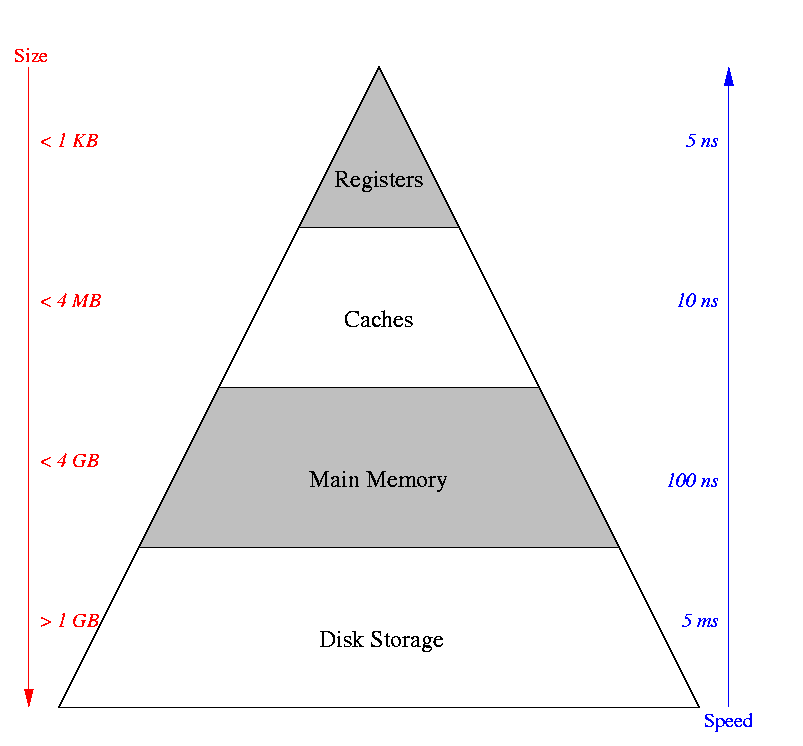 Size
< 1 KB
5 ns
Registers
< 4 MB
10 ns
Caches
< 4 GB
100 ns
Main Memory
> 1 GB
5 ms
Disk Storage
Speed